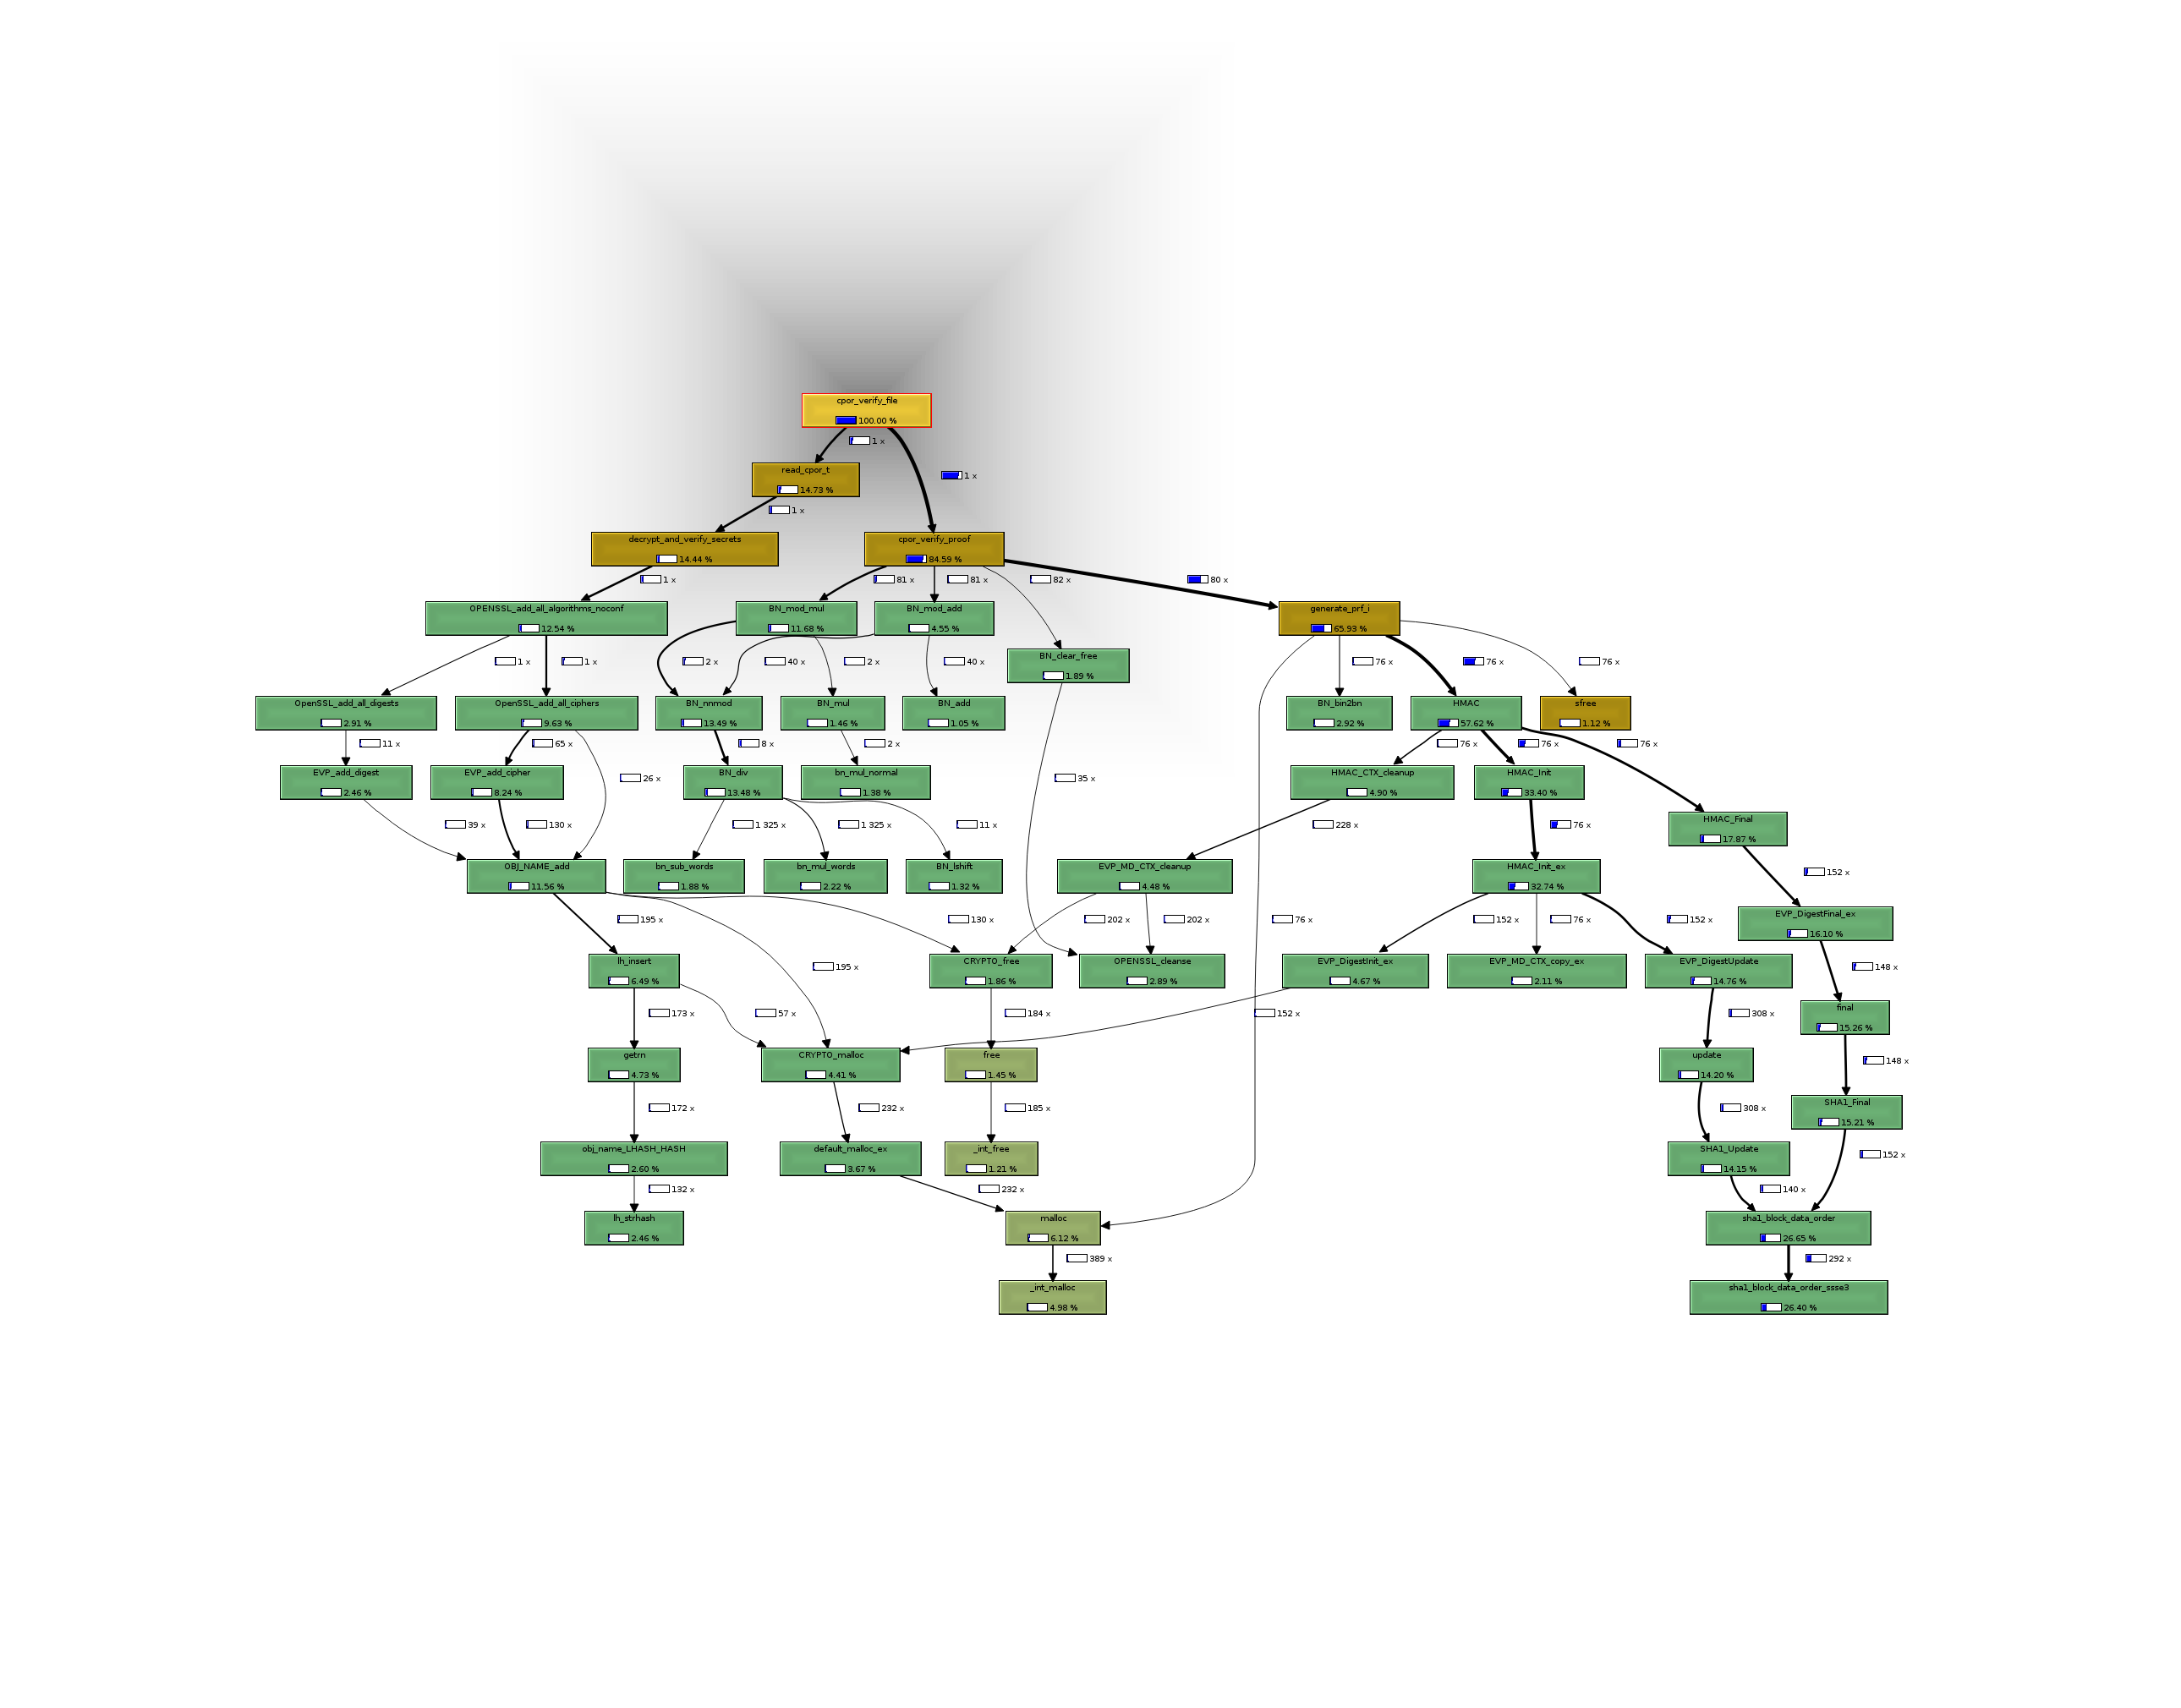 cpor_verify_file
100.00 %
1 x
read_cpor_t
14.73 %
1 x
1 x
decrypt_and_verify_secrets
14.44 %
cpor_verify_proof
84.59 %
1 x
81 x
81 x
82 x
80 x
OPENSSL_add_all_algorithms_noconf
12.54 %
BN_mod_mul
11.68 %
BN_mod_add
4.55 %
generate_prf_i
65.93 %
BN_clear_free
1.89 %
1 x
1 x
2 x
40 x
2 x
40 x
76 x
76 x
76 x
OpenSSL_add_all_digests
2.91 %
OpenSSL_add_all_ciphers
9.63 %
BN_nnmod
13.49 %
BN_mul
1.46 %
BN_add
1.05 %
BN_bin2bn
2.92 %
HMAC
57.62 %
sfree
1.12 %
11 x
65 x
8 x
2 x
76 x
76 x
76 x
EVP_add_digest
2.46 %
EVP_add_cipher
8.24 %
26 x
BN_div
13.48 %
bn_mul_normal
1.38 %
35 x
HMAC_CTX_cleanup
4.90 %
HMAC_Init
33.40 %
39 x
130 x
1 325 x
1 325 x
11 x
228 x
76 x
HMAC_Final
17.87 %
OBJ_NAME_add
11.56 %
bn_sub_words
1.88 %
bn_mul_words
2.22 %
BN_lshift
1.32 %
EVP_MD_CTX_cleanup
4.48 %
HMAC_Init_ex
32.74 %
152 x
195 x
130 x
202 x
202 x
76 x
152 x
76 x
152 x
EVP_DigestFinal_ex
16.10 %
lh_insert
6.49 %
195 x
CRYPTO_free
1.86 %
OPENSSL_cleanse
2.89 %
EVP_DigestInit_ex
4.67 %
EVP_MD_CTX_copy_ex
2.11 %
EVP_DigestUpdate
14.76 %
148 x
173 x
57 x
184 x
152 x
308 x
final
15.26 %
getrn
4.73 %
CRYPTO_malloc
4.41 %
free
1.45 %
update
14.20 %
148 x
172 x
232 x
185 x
308 x
SHA1_Final
15.21 %
obj_name_LHASH_HASH
2.60 %
default_malloc_ex
3.67 %
_int_free
1.21 %
SHA1_Update
14.15 %
152 x
132 x
232 x
140 x
lh_strhash
2.46 %
malloc
6.12 %
sha1_block_data_order
26.65 %
389 x
292 x
_int_malloc
4.98 %
sha1_block_data_order_ssse3
26.40 %